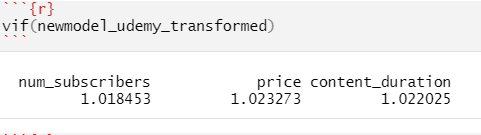 ```{r}
vif(newmodel_udemy_transformed)
```
num_subscribers price content_duration
1.018453 1.023273 1.022025